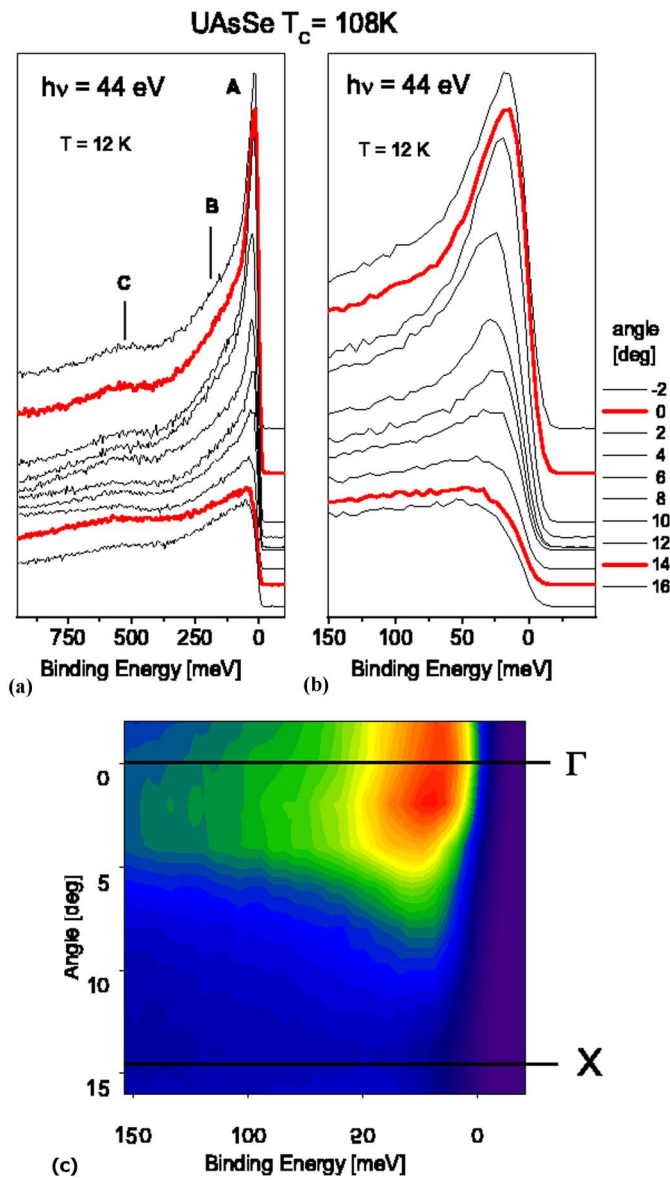 UAsSe T_C = 108K
hν = 44 eV
A
T = 12 K
B
C
750 500 250 0
Binding Energy [meV]
(a)
hν = 44 eV
T = 12 K
150 100 50 0
Binding Energy [meV]
(b)
angle
[deg]
-2
0
2
4
6
8
10
12
14
16
0
5
10
15
Angle [deg]
Γ
X
150 100 50 0
Binding Energy [meV]
(c)